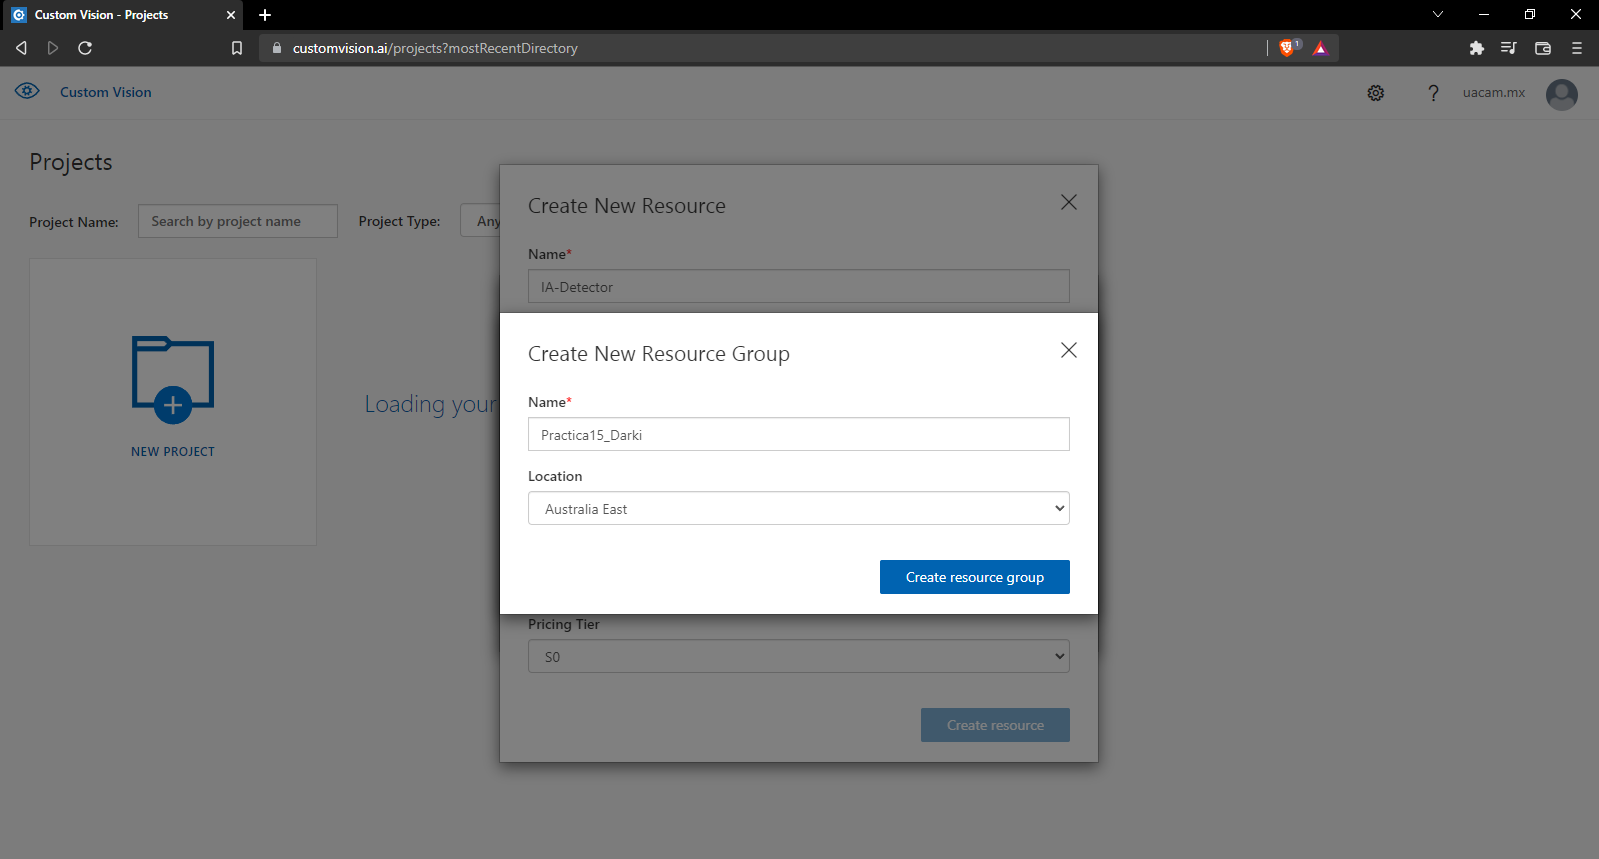 Custom Vision - Projects
customvision.ai/projects?mostRecentDirectory
1
Custom Vision
? uacam.mx
Projects
Project Name: Search by project name Project Type: Any
NEW PROJECT
Loading your
Create New Resource
Name*
IA-Detector
Create New Resource Group
Name*
Practica15_Darki
Location
Australia East
Create resource group
Pricing Tier
S0
Create resource